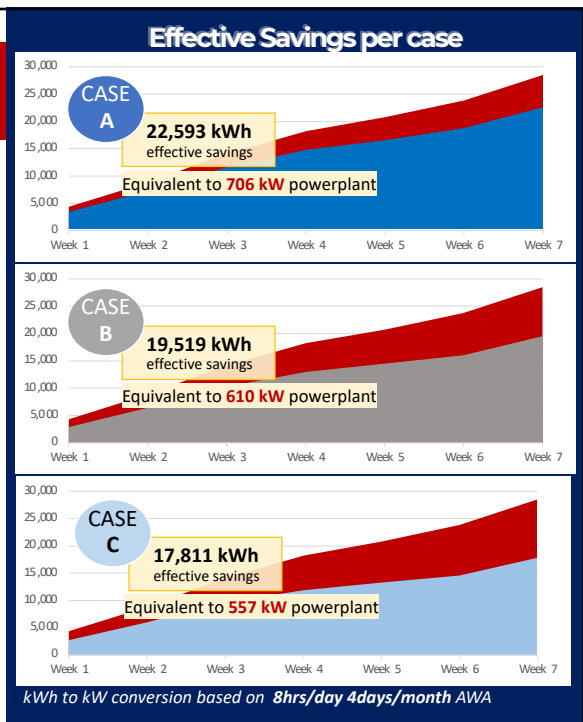 Effective Savings per case
30,000
25,000
20,000
15,000
10,000
5,000
0
CASE
A
22,593 kWh
effective savings
Equivalent to 706 kW powerplant
Week 1 Week 2 Week 3 Week 4 Week 5 Week 6 Week 7
30,000
25,000
20,000
15,000
10,000
5,000
0
CASE
B
19,519 kWh
effective savings
Equivalent to 610 kW powerplant
Week 1 Week 2 Week 3 Week 4 Week 5 Week 6 Week 7
30,000
25,000
20,000
15,000
10,000
5,000
0
CASE
C
17,811 kWh
effective savings
Equivalent to 557 kW powerplant
Week 1 Week 2 Week 3 Week 4 Week 5 Week 6 Week 7
kWh to kW conversion based on 8hrs/day 4days/month AWA